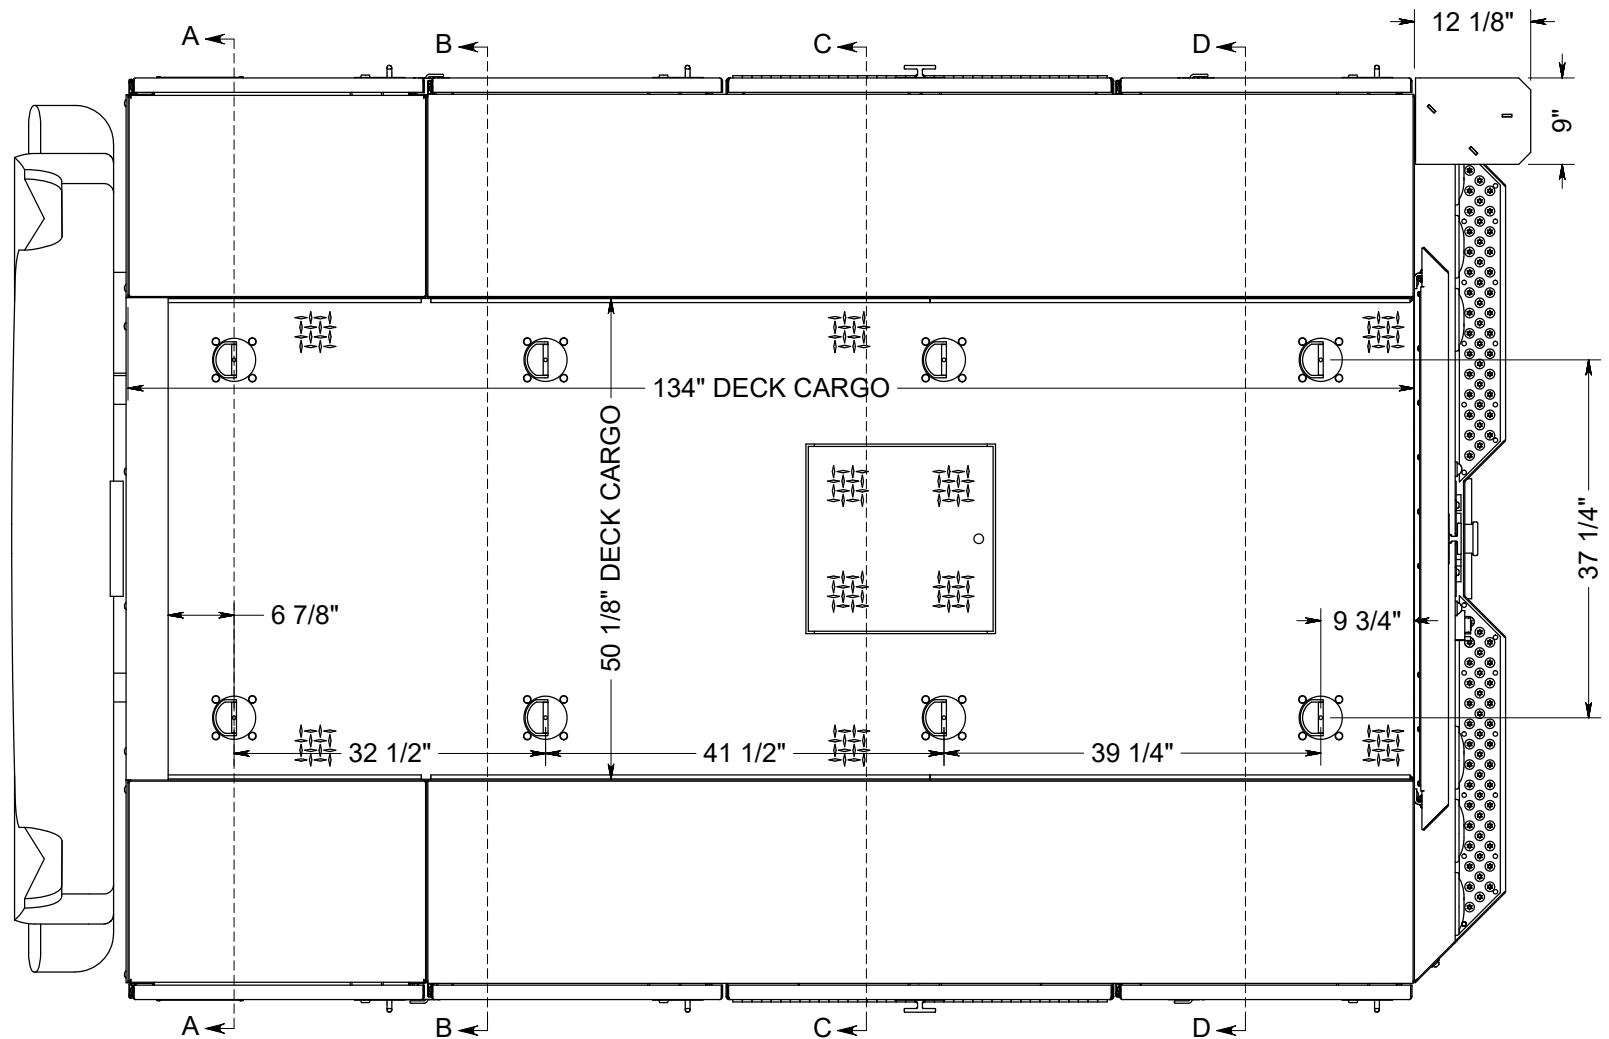 A
B
C
D
12 1/8"
9"
134" DECK CARGO
50 1/8" DECK CARGO
37 1/4"
6 7/8"
9 3/4"
32 1/2"
41 1/2"
39 1/4"
A
B
C
D